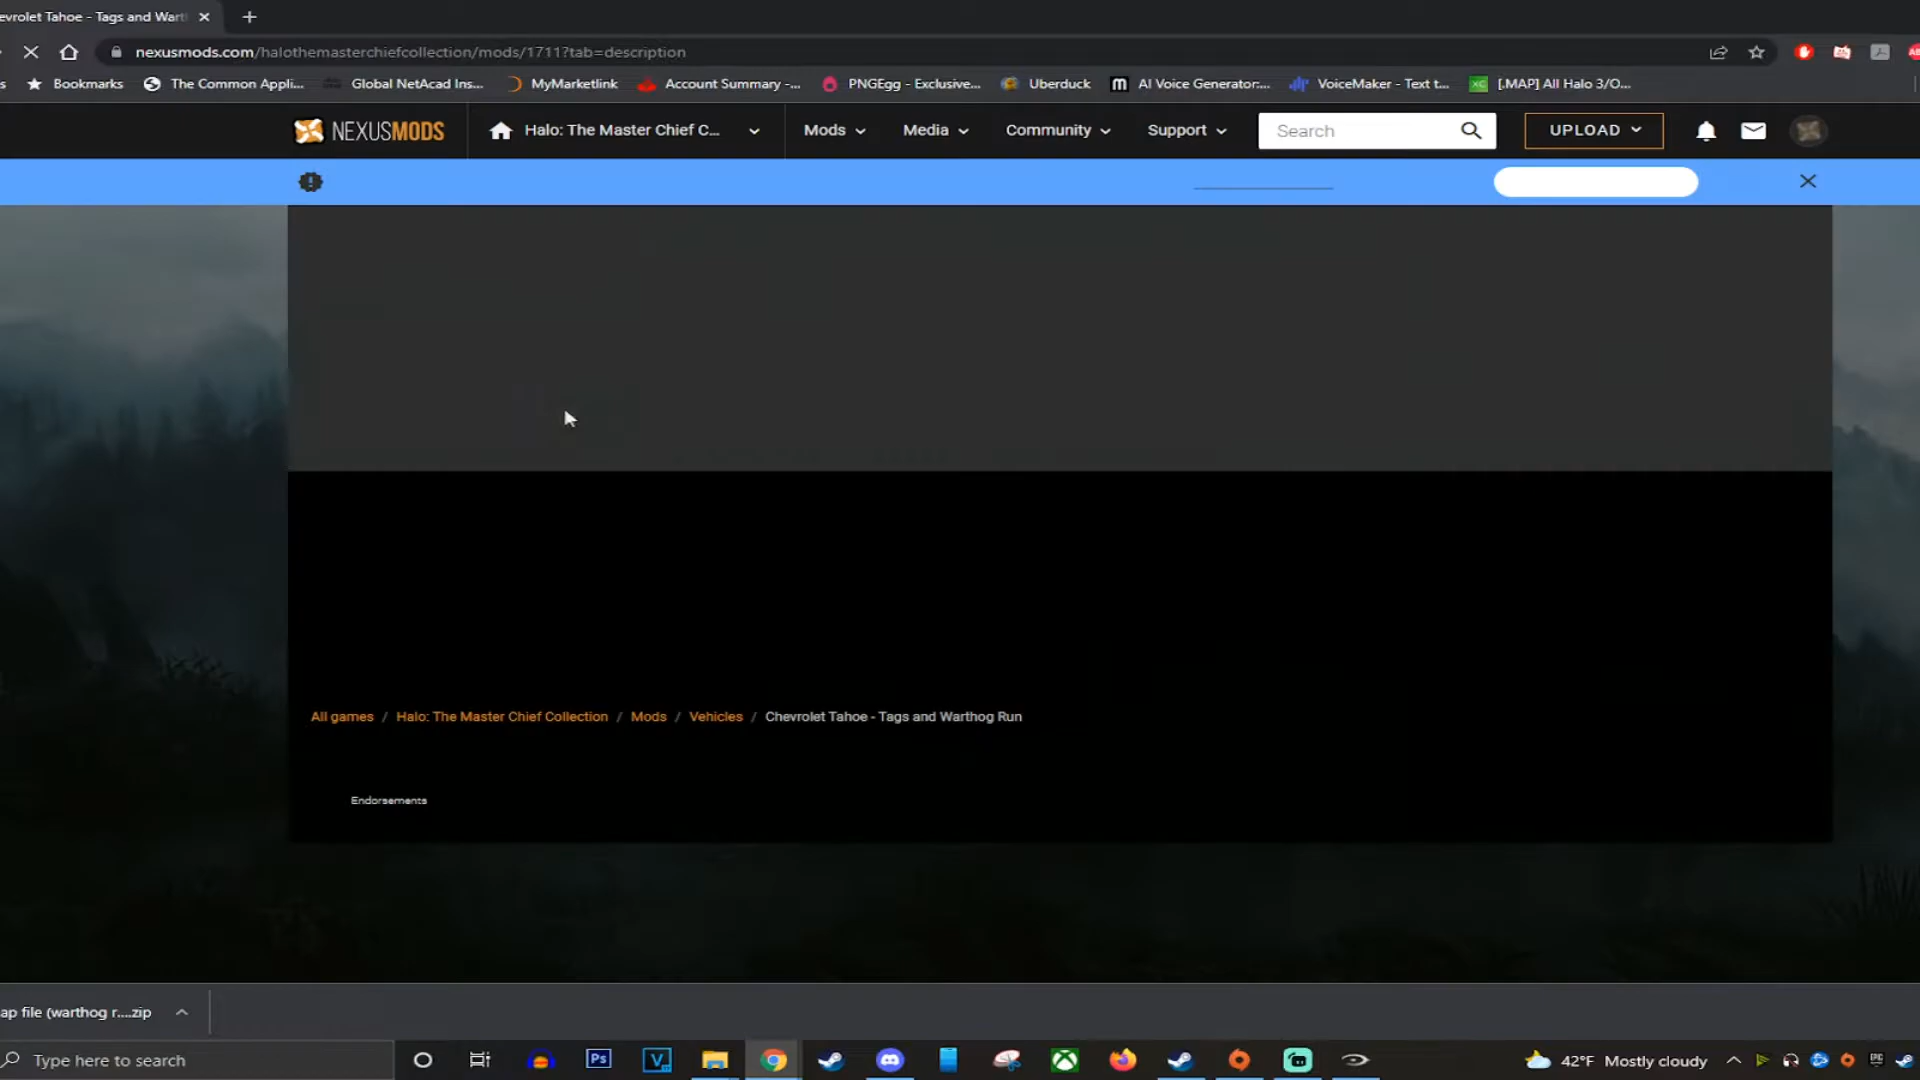 evrolet Tahoe - Tags and Wart
nexusmods.com/halothemasterchiefcollection/mods/1711?tab=description
s Bookmarks The Common Appli... Global NetAcad Ins... MyMarketlink Account Summary -... PNGEgg - Exclusive... Uberduck AI Voice Generator:... VoiceMaker - Text t... XC [.MAP] All Halo 3/O...
NEXUSMODS Halo: The Master Chief C... Mods Media Community Support Search UPLOAD
All games / Halo: The Master Chief Collection / Mods / Vehicles / Chevrolet Tahoe - Tags and Warthog Run
Endorsements
ap file (warthog r....zip
Type here to search Ps V 42°F Mostly cloudy